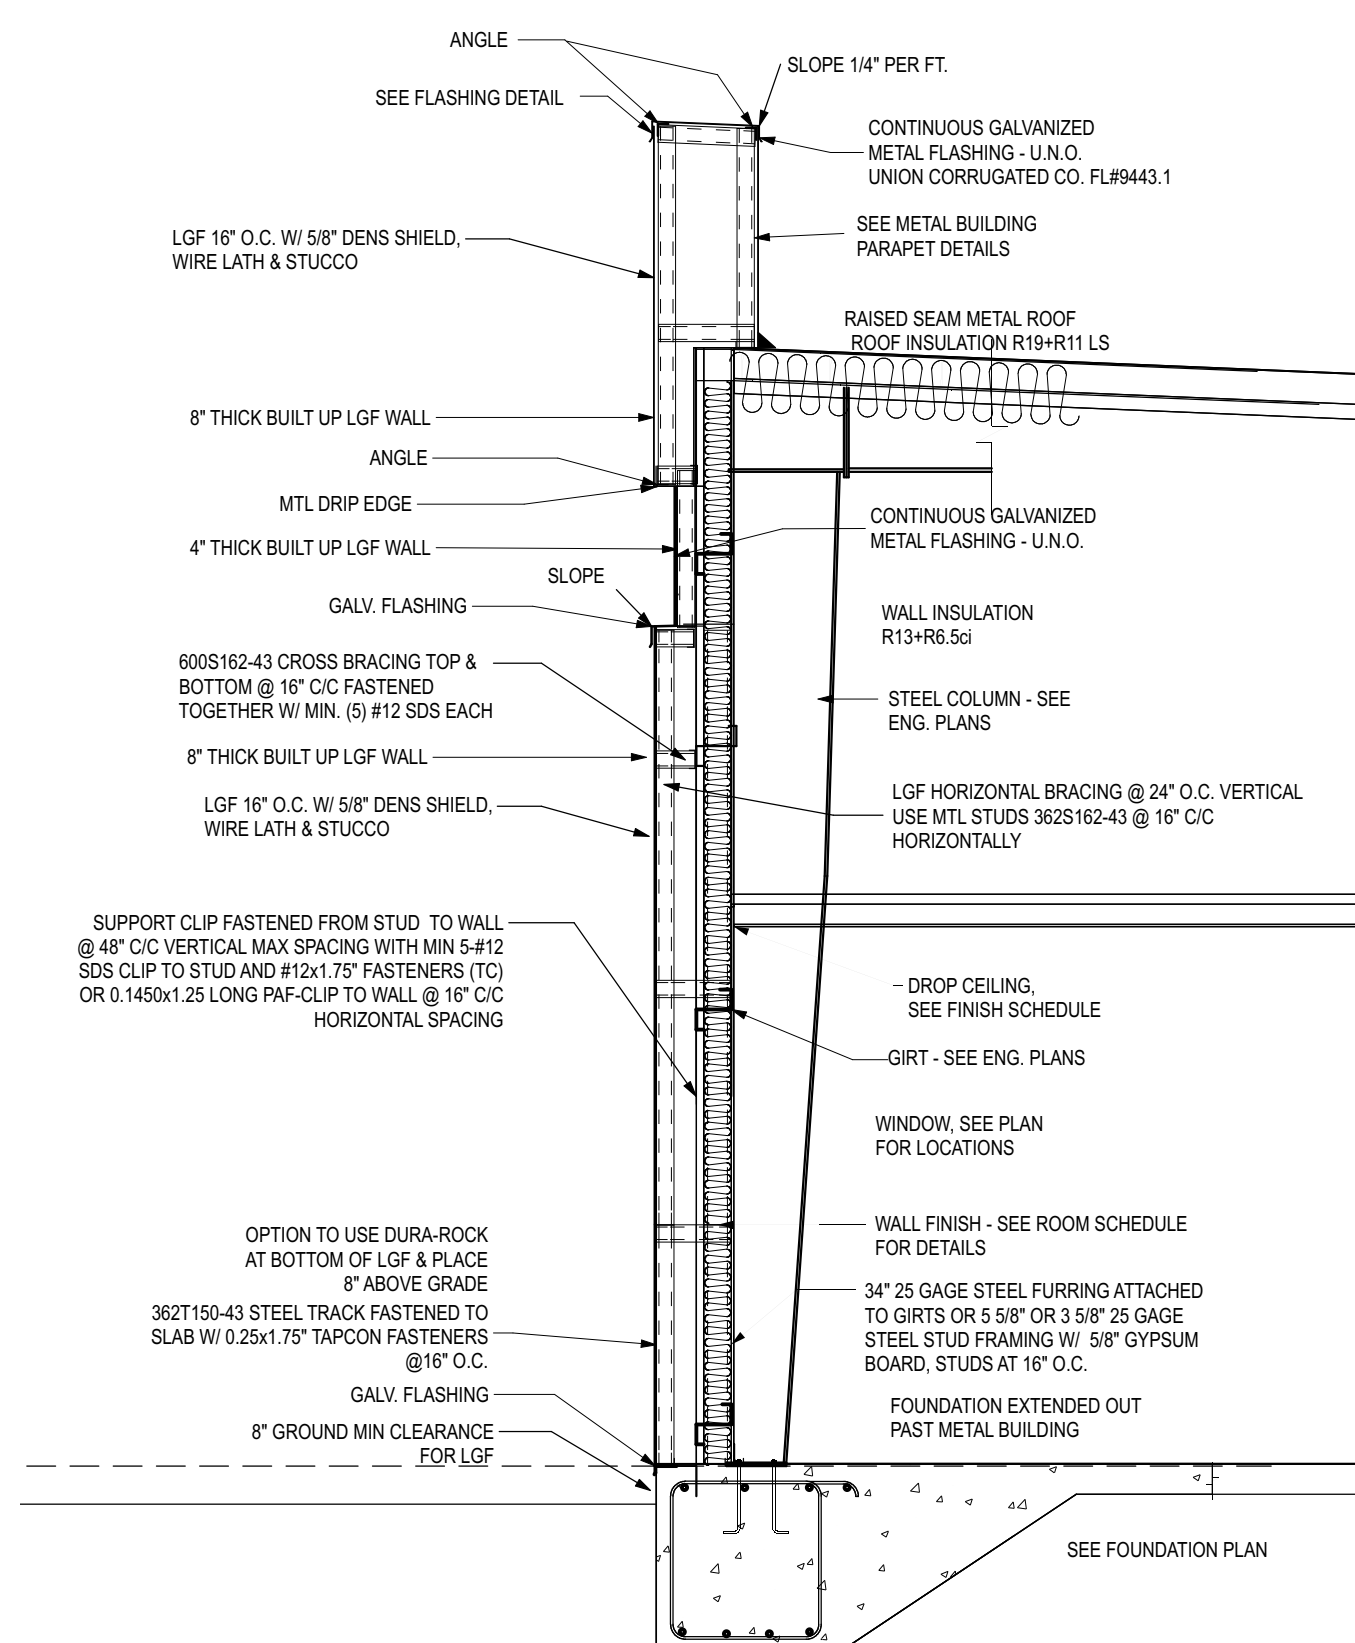 ANGLE
SLOPE 1/4" PER FT.
SEE FLASHING DETAIL
CONTINUOUS GALVANIZED
METAL FLASHING - U.N.O.
UNION CORRUGATED CO. FL#9443.1
SEE METAL BUILDING
PARAPET DETAILS
LGF 16" O.C. W/ 5/8" DENS SHIELD,
WIRE LATH & STUCCO
RAISED SEAM METAL ROOF
ROOF INSULATION R19+R11 LS
8" THICK BUILT UP LGF WALL
ANGLE
MTL DRIP EDGE
CONTINUOUS GALVANIZED
METAL FLASHING - U.N.O.
4" THICK BUILT UP LGF WALL
SLOPE
GALV. FLASHING
WALL INSULATION
R13+R6.5ci
600S162-43 CROSS BRACING TOP &
BOTTOM @ 16" C/C FASTENED
TOGETHER W/ MIN. (5) #12 SDS EACH
STEEL COLUMN - SEE
ENG. PLANS
8" THICK BUILT UP LGF WALL
LGF HORIZONTAL BRACING @ 24" O.C. VERTICAL
USE MTL STUDS 362S162-43 @ 16" C/C
HORIZONTALLY
LGF 16" O.C. W/ 5/8" DENS SHIELD,
WIRE LATH & STUCCO
SUPPORT CLIP FASTENED FROM STUD TO WALL
@ 48" C/C VERTICAL MAX SPACING WITH MIN 5-#12
SDS CLIP TO STUD AND #12x1.75" FASTENERS (TC)
OR 0.1450x1.25 LONG PAF-CLIP TO WALL @ 16" C/C
HORIZONTAL SPACING
DROP CEILING,
SEE FINISH SCHEDULE
GIRT - SEE ENG. PLANS
WINDOW, SEE PLAN
FOR LOCATIONS
WALL FINISH - SEE ROOM SCHEDULE
FOR DETAILS
OPTION TO USE DURA-ROCK
AT BOTTOM OF LGF & PLACE
8" ABOVE GRADE
34" 25 GAGE STEEL FURRING ATTACHED
TO GIRTS OR 5 5/8" OR 3 5/8" 25 GAGE
STEEL STUD FRAMING W/ 5/8" GYPSUM
BOARD, STUDS AT 16" O.C.
362T150-43 STEEL TRACK FASTENED TO
SLAB W/ 0.25x1.75" TAPCON FASTENERS
@16" O.C.
GALV. FLASHING
FOUNDATION EXTENDED OUT
PAST METAL BUILDING
8" GROUND MIN CLEARANCE
FOR LGF
SEE FOUNDATION PLAN